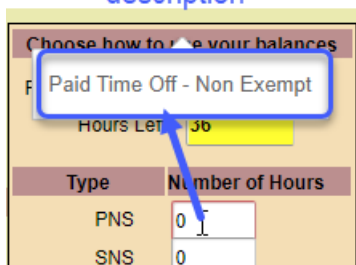 description
Choose how to your balances
Paid Time Off - Non Exempt
Hours Left 36
Type Number of Hours
PNS 0
SNS 0